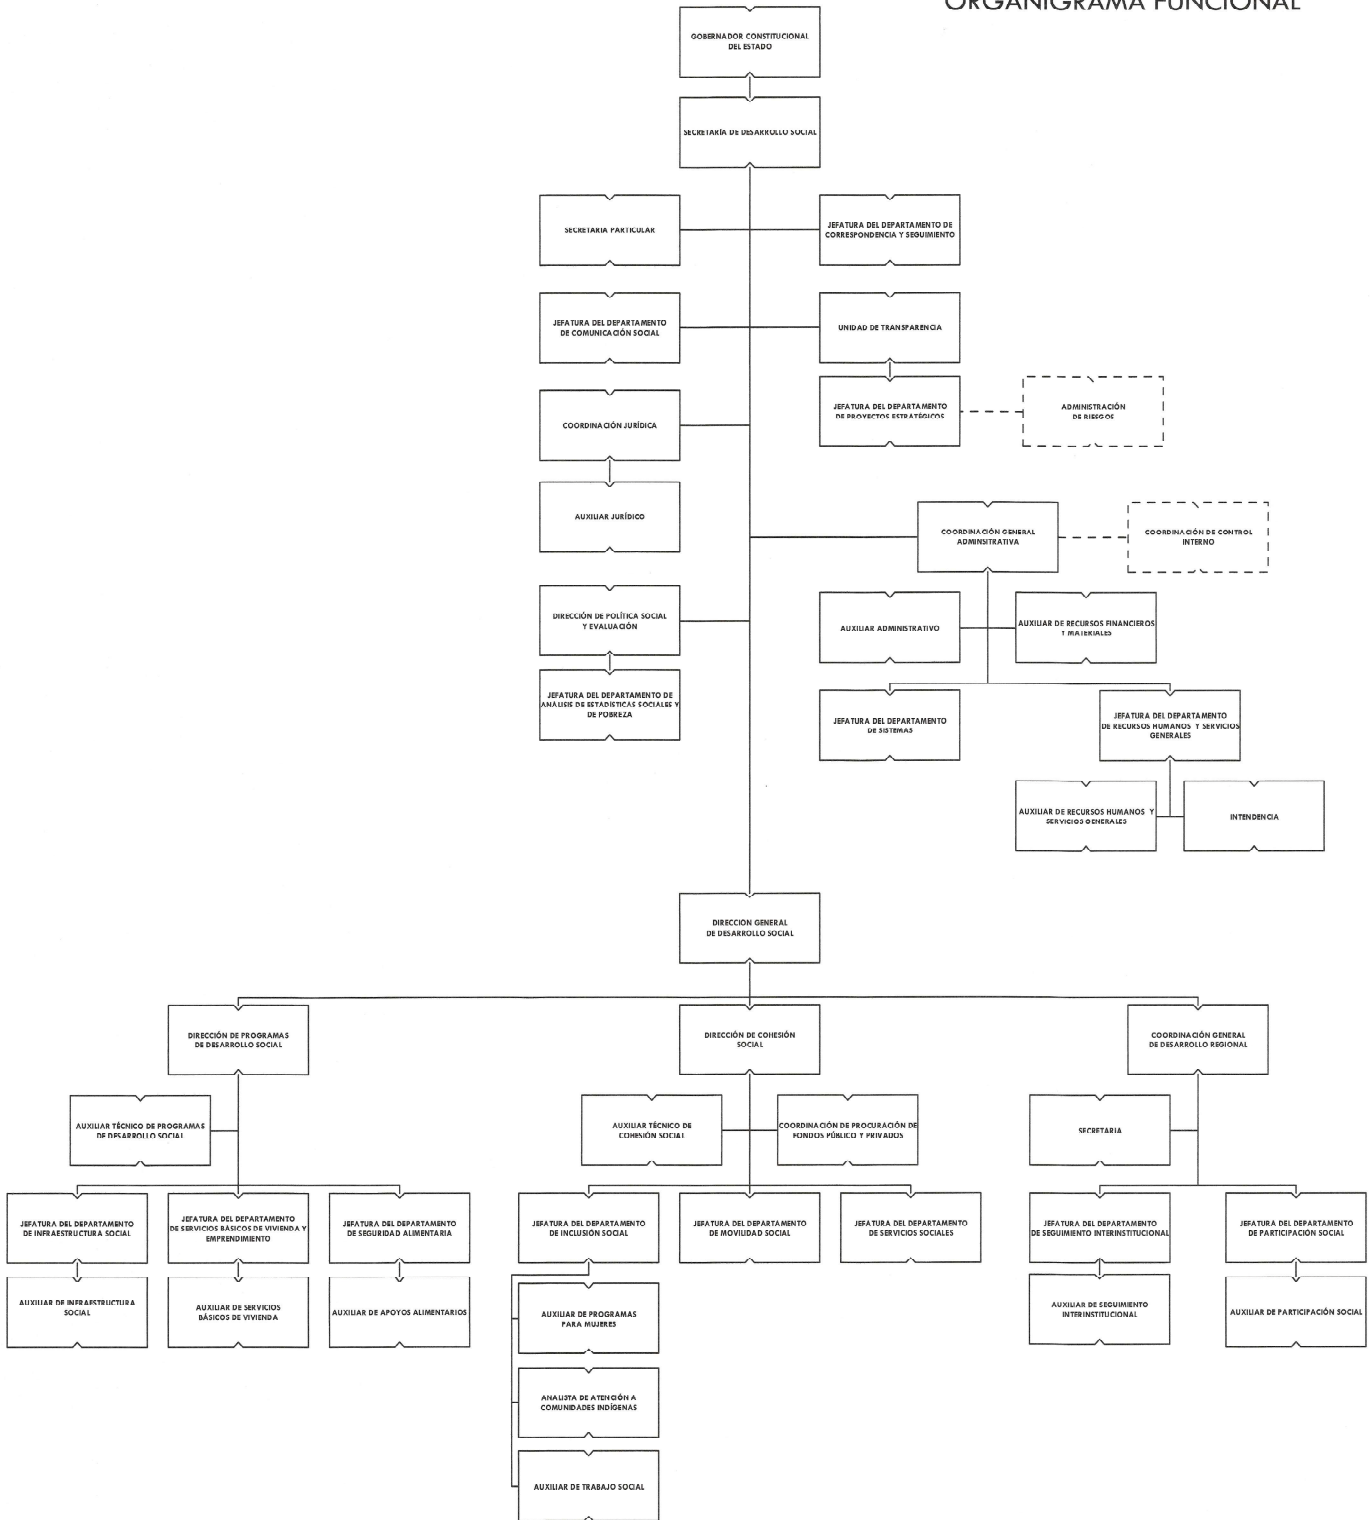 ORGANIGRAMA FUNCIONAL
GOBERNADOR CONSTITUCIONAL
DEL ESTADO
SECRETARÍA DE DESARROLLO SOCIAL
SECRETARIA PARTICULAR
JEFATURA DEL DEPARTAMENTO DE
CORRESPONDENCIA Y SEGUIMIENTO
JEFATURA DEL DEPARTAMENTO
DE COMUNICACIÓN SOCIAL
UNIDAD DE TRANSPARENCIA
JEFATURA DEL DEPARTAMENTO
DE PROYECTOS ESTRATÉGICOS
ADMINISTRACIÓN
DE RIESGOS
COORDINACIÓN JURÍDICA
AUXILIAR JURÍDICO
COORDINACIÓN GENERAL
ADMINSITRATIVA
COORDINACIÓN DE CONTROL
INTERNO
DIRECCIÓN DE POLÍTICA SOCIAL
Y EVALUACIÓN
AUXILIAR ADMINISTRATIVO
AUXILIAR DE RECURSOS FINANCIEROS
Y MATERIALES
JEFATURA DEL DEPARTAMENTO DE
ANÁLISIS DE ESTADÍSTICAS SOCIALES Y
DE POBREZA
JEFATURA DEL DEPARTAMENTO
DE SISTEMAS
JEFATURA DEL DEPARTAMENTO
DE RECURSOS HUMANOS Y SERVICIOS
GENERALES
AUXILIAR DE RECURSOS HUMANOS Y
SERVICIOS GENERALES
INTENDENCIA
DIRECCIÓN GENERAL
DE DESARROLLO SOCIAL
DIRECCIÓN DE PROGRAMAS
DE DESARROLLO SOCIAL
DIRECCIÓN DE COHESIÓN
SOCIAL
COORDINACIÓN GENERAL
DE DESARROLLO REGIONAL
AUXILIAR TÉCNICO DE PROGRAMAS
DE DESARROLLO SOCIAL
AUXILIAR TÉCNICO DE
COHESIÓN SOCIAL
COORDINACIÓN DE PROCURACIÓN DE
FONDOS PÚBLICO Y PRIVADOS
SECRETARIA
JEFATURA DEL DEPARTAMENTO
DE INFRAESTRUCTURA SOCIAL
JEFATURA DEL DEPARTAMENTO
DE SERVICIOS BÁSICOS DE VIVIENDA Y
EMPRENDIMIENTO
JEFATURA DEL DEPARTAMENTO
DE SEGURIDAD ALIMENTARIA
JEFATURA DEL DEPARTAMENTO
DE INCLUSIÓN SOCIAL
JEFATURA DEL DEPARTAMENTO
DE MOVILIDAD SOCIAL
JEFATURA DEL DEPARTAMENTO
DE SERVICIOS SOCIALES
JEFATURA DEL DEPARTAMENTO
DE SEGUIMIENTO INTERINSTITUCIONAL
JEFATURA DEL DEPARTAMENTO
DE PARTICIPACIÓN SOCIAL
AUXILIAR DE INFRAESTRUCTURA
SOCIAL
AUXILIAR DE SERVICIOS
BÁSICOS DE VIVIENDA
AUXILIAR DE APOYOS ALIMENTARIOS
AUXILIAR DE PROGRAMAS
PARA MUJERES
AUXILIAR DE SEGUIMIENTO
INTERINSTITUCIONAL
AUXILIAR DE PARTICIPACIÓN SOCIAL
ANALISTA DE ATENCIÓN A
COMUNIDADES INDÍGENAS
AUXILIAR DE TRABAJO SOCIAL